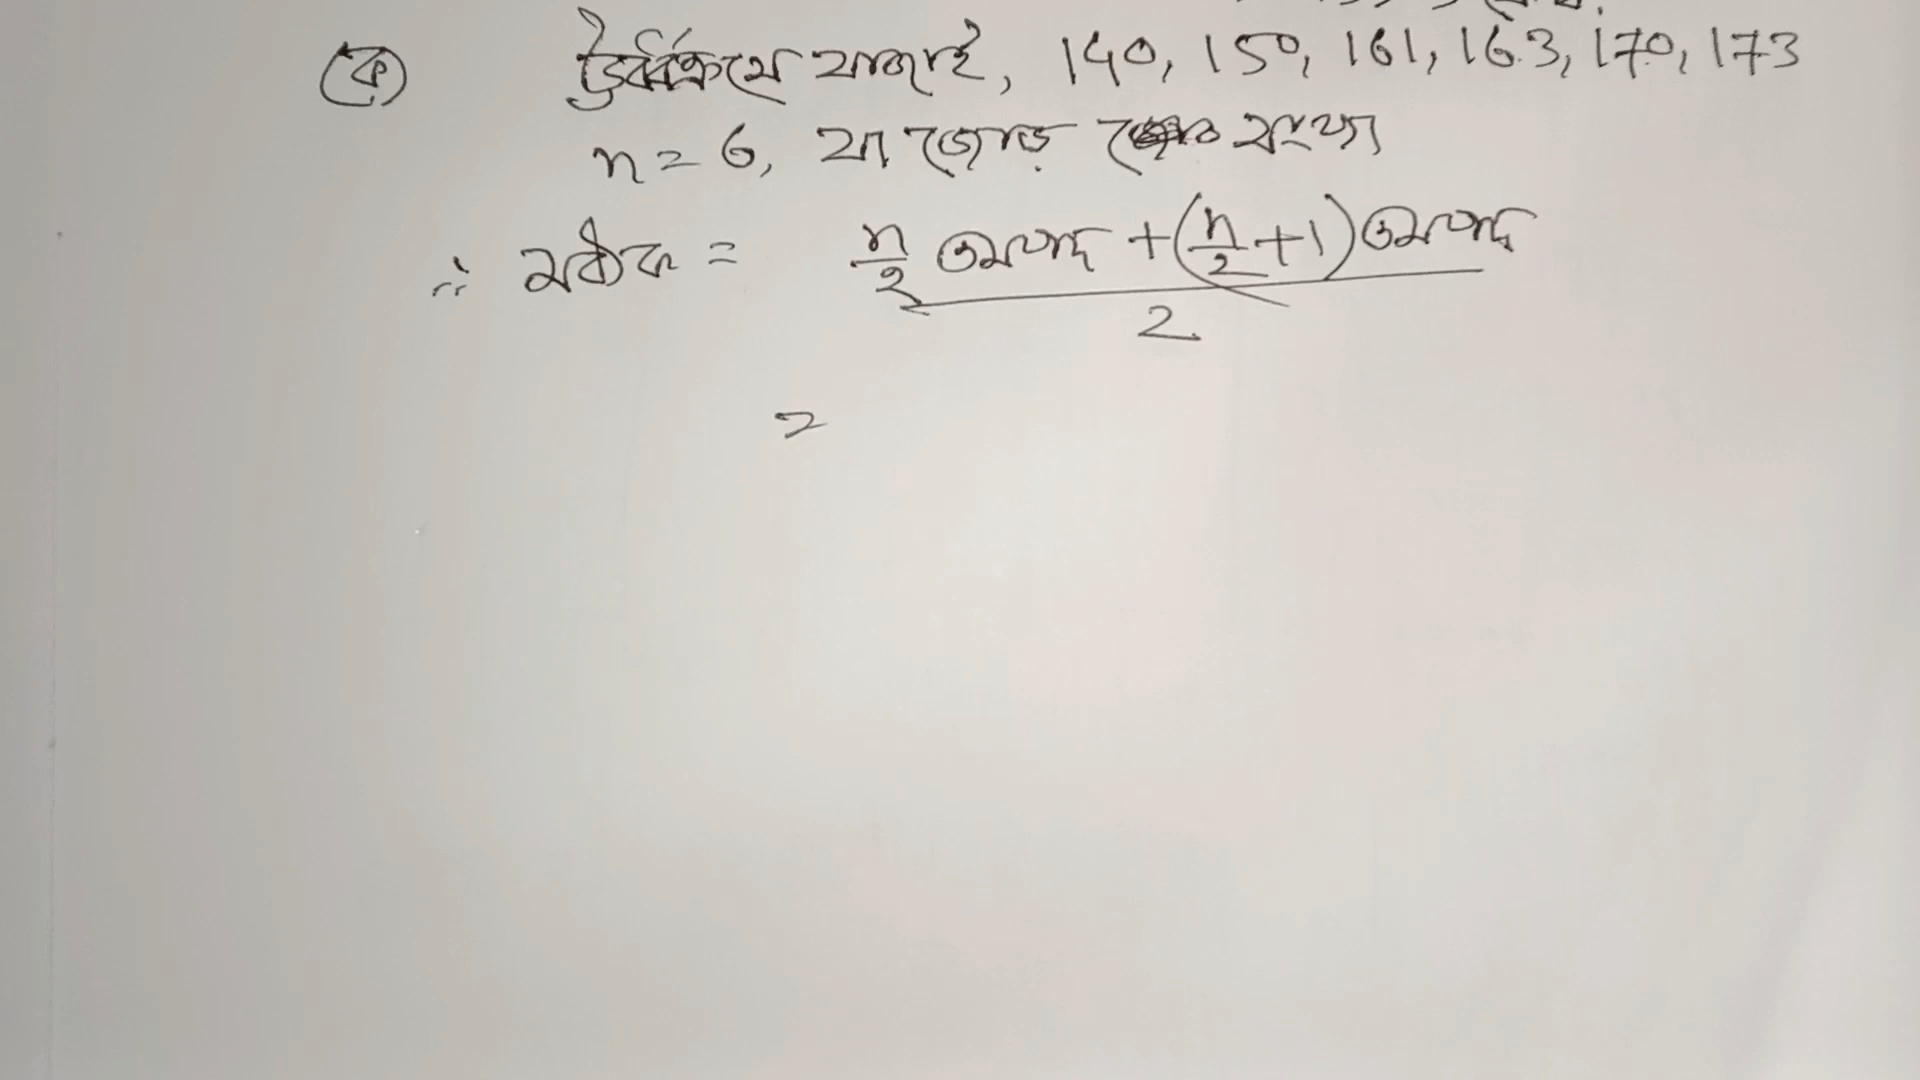 (ক) ঊর্ধ্বক্রমে সাজাই, 140, 150, 161, 163, 170, 173
n = 6, যা জোড় সংখ্যা
∴ মধ্যক = (n/2 তম পদ + (n/2 + 1) তম পদ) / 2
=